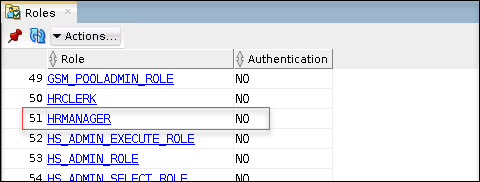 Roles
Actions...
Role Authentication
49 GSM_POOLADMIN_ROLE NO
50 HRCLERK NO
51 HRMANAGER NO
52 HS_ADMIN_EXECUTE_ROLE NO
53 HS_ADMIN_ROLE NO
54 HS_ADMIN_SELECT_ROLE NO